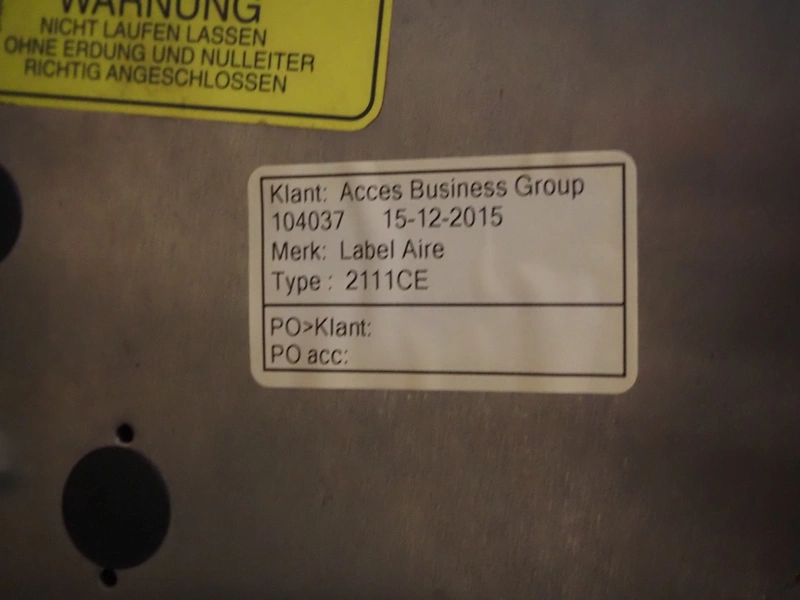 WARNUNG
NICHT LAUFEN LASSEN
OHNE ERDUNG UND NULLEITER
RICHTIG ANGESCHLOSSEN
Klant: Acces Business Group
104037 15-12-2015
Merk: Label Aire
Type : 2111CE
PO>Klant:
PO acc: